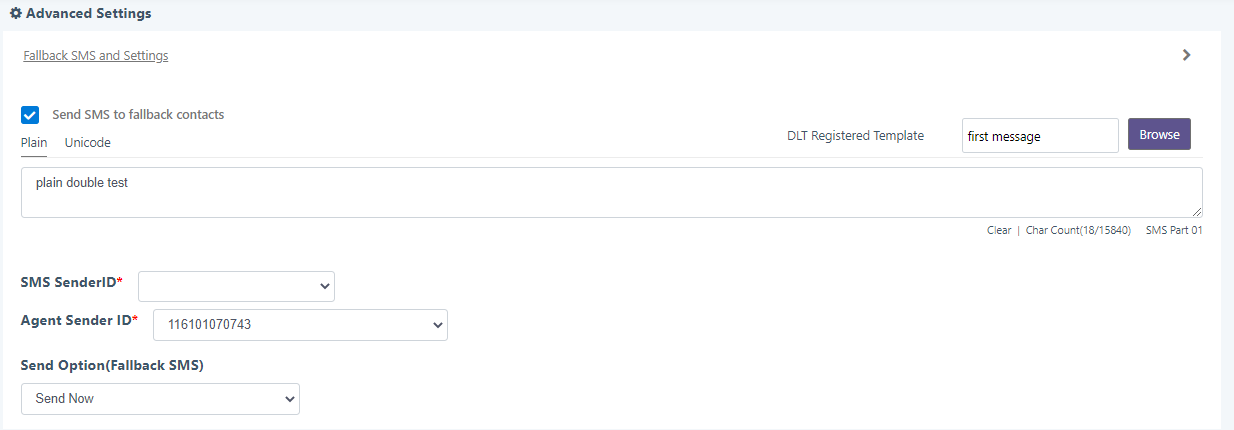 Advanced Settings
Fallback SMS and Settings
Send SMS to fallback contacts
Plain Unicode DLT Registered Template first message Browse
plain double test
Clear | Char Count(18/15840) SMS Part 01
SMS SenderID*
Agent Sender ID* 116101070743
Send Option(Fallback SMS)
Send Now